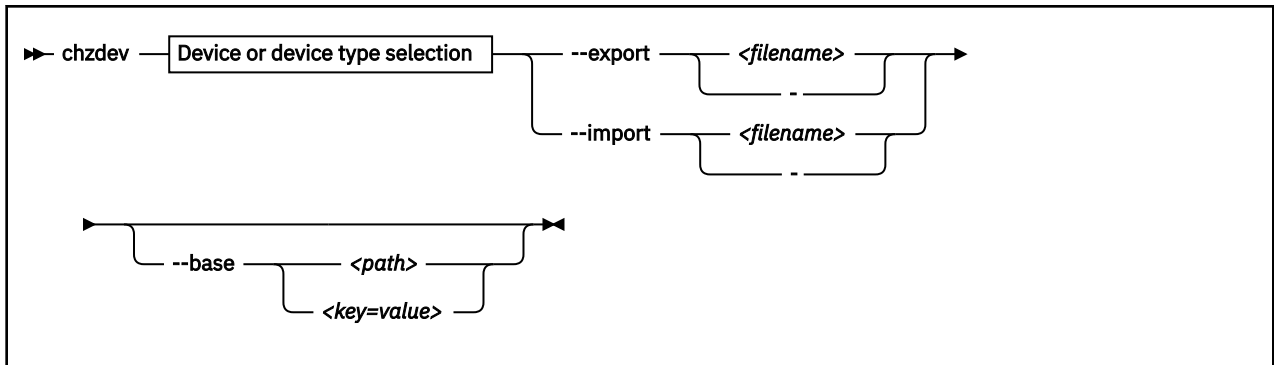 chzdev Device or device type selection --export <filename>
-
--import <filename>
-
--base <path>
<key=value>